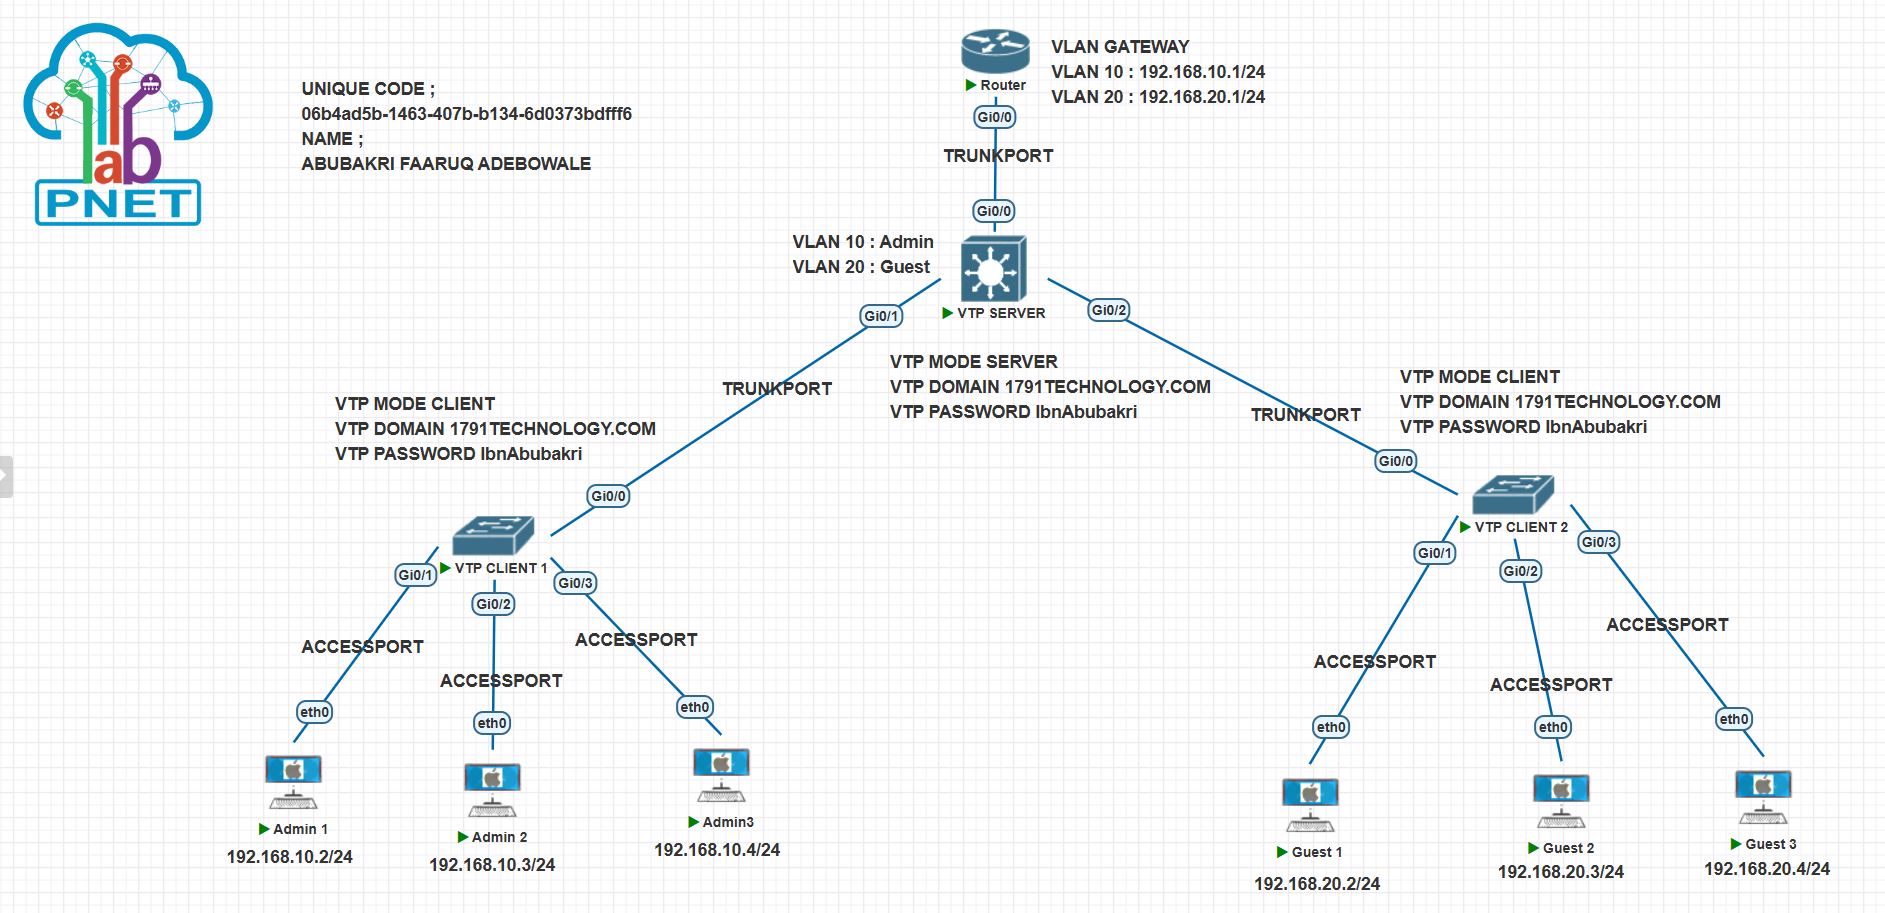 lab
PNET
UNIQUE CODE ;
06b4ad5b-1463-407b-b134-6d0373bdfff6
NAME ;
ABUBAKRI FAARUQ ADEBOWALE
Router
VLAN GATEWAY
VLAN 10 : 192.168.10.1/24
VLAN 20 : 192.168.20.1/24
Gi0/0
TRUNKPORT
Gi0/0
VLAN 10 : Admin
VLAN 20 : Guest
VTP SERVER
Gi0/1
Gi0/2
VTP MODE SERVER
VTP DOMAIN 1791TECHNOLOGY.COM
VTP PASSWORD IbnAbubakri
TRUNKPORT
TRUNKPORT
VTP MODE CLIENT
VTP DOMAIN 1791TECHNOLOGY.COM
VTP PASSWORD IbnAbubakri
VTP MODE CLIENT
VTP DOMAIN 1791TECHNOLOGY.COM
VTP PASSWORD IbnAbubakri
Gi0/0
Gi0/0
VTP CLIENT 1
Gi0/1
Gi0/2
Gi0/3
VTP CLIENT 2
Gi0/1
Gi0/2
Gi0/3
ACCESSPORT
ACCESSPORT
ACCESSPORT
ACCESSPORT
ACCESSPORT
ACCESSPORT
eth0
eth0
eth0
eth0
eth0
eth0
Admin 1
192.168.10.2/24
Admin 2
192.168.10.3/24
Admin3
192.168.10.4/24
Guest 1
192.168.20.2/24
Guest 2
192.168.20.3/24
Guest 3
192.168.20.4/24